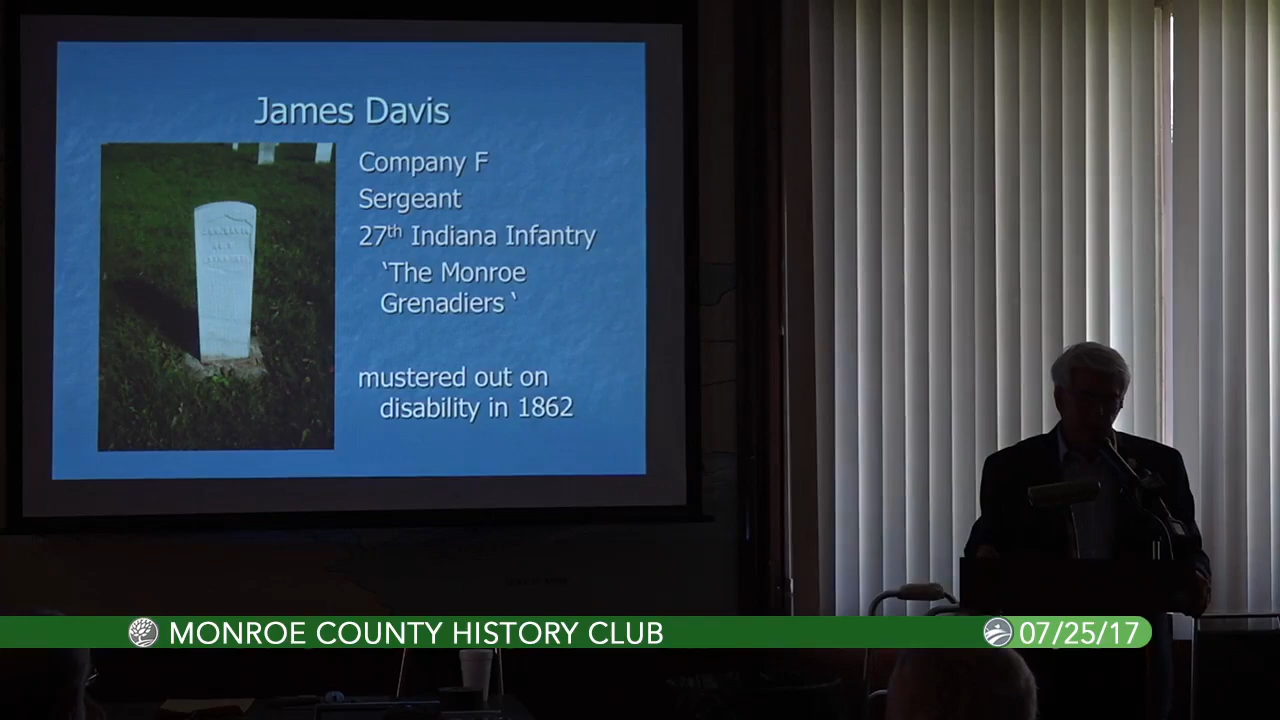 James Davis
Company F
Sergeant
27th Indiana Infantry
‘The Monroe
Grenadiers ‘
mustered out on
disability in 1862
MONROE COUNTY HISTORY CLUB
07/25/17